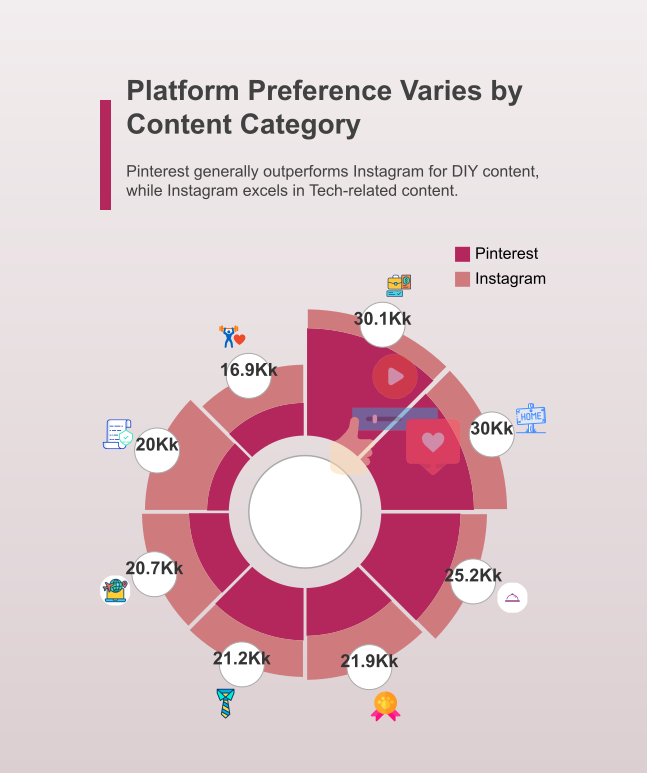 Platform Preference Varies by
Content Category
Pinterest generally outperforms Instagram for DIY content,
while Instagram excels in Tech-related content.
Pinterest
Instagram
30.1Kk
16.9Kk
HOME
30Kk
20Kk
20.7Kk
25.2Kk
21.2Kk
21.9Kk